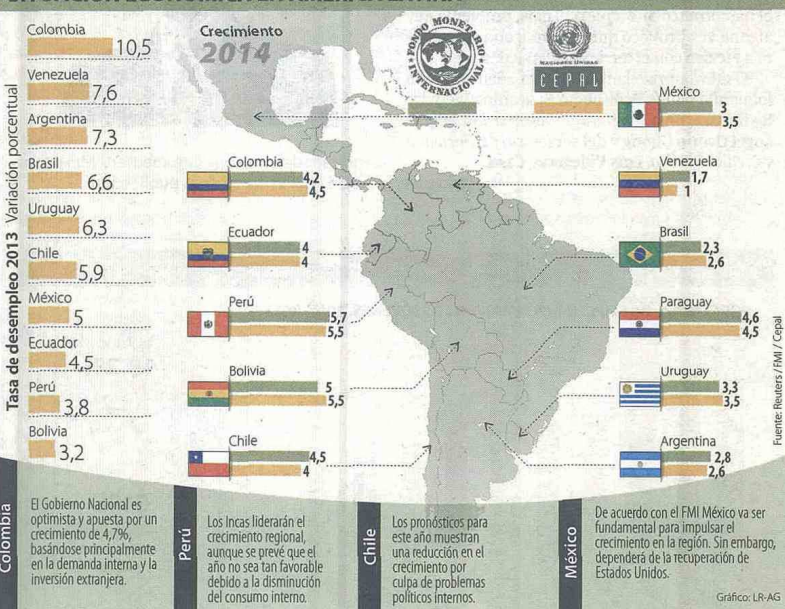 Tasa de desempleo 2013 Variación porcentual
Colombia
10,5
Venezuela
7,6
Argentina
7,3
Brasil
6,6
Uruguay
6,3
Chile
5,9
México
5
Ecuador
4,5
Perú
3,8
Bolivia
3,2
Crecimiento
2014
FONDO MONETARIO
INTERNACIONAL
NACIONES UNIDAS
CEPAL
Colombia
4,2
4,5
Ecuador
4
4
Perú
5,7
5,5
Bolivia
5
5,5
Chile
4,5
4
México
3
3,5
Venezuela
1,7
1
Brasil
2,3
2,6
Paraguay
4,6
4,5
Uruguay
3,3
3,5
Argentina
2,8
2,6
Fuente: Reuters / FMI / Cepal
Colombia
El Gobierno Nacional es
optimista y apuesta por un
crecimiento de 4,7%,
basándose principalmente
en la demanda interna y la
inversión extranjera.
Perú
Los Incas liderarán el
crecimiento regional,
aunque se prevé que el
año no sea tan favorable
debido a la disminución
del consumo interno.
Chile
Los pronósticos para
este año muestran
una reducción en el
crecimiento por
culpa de problemas
políticos internos.
México
De acuerdo con el FMI México va ser
fundamental para impulsar el
crecimiento en la región. Sin embargo,
dependerá de la recuperación de
Estados Unidos.
Gráfico: LR-AG